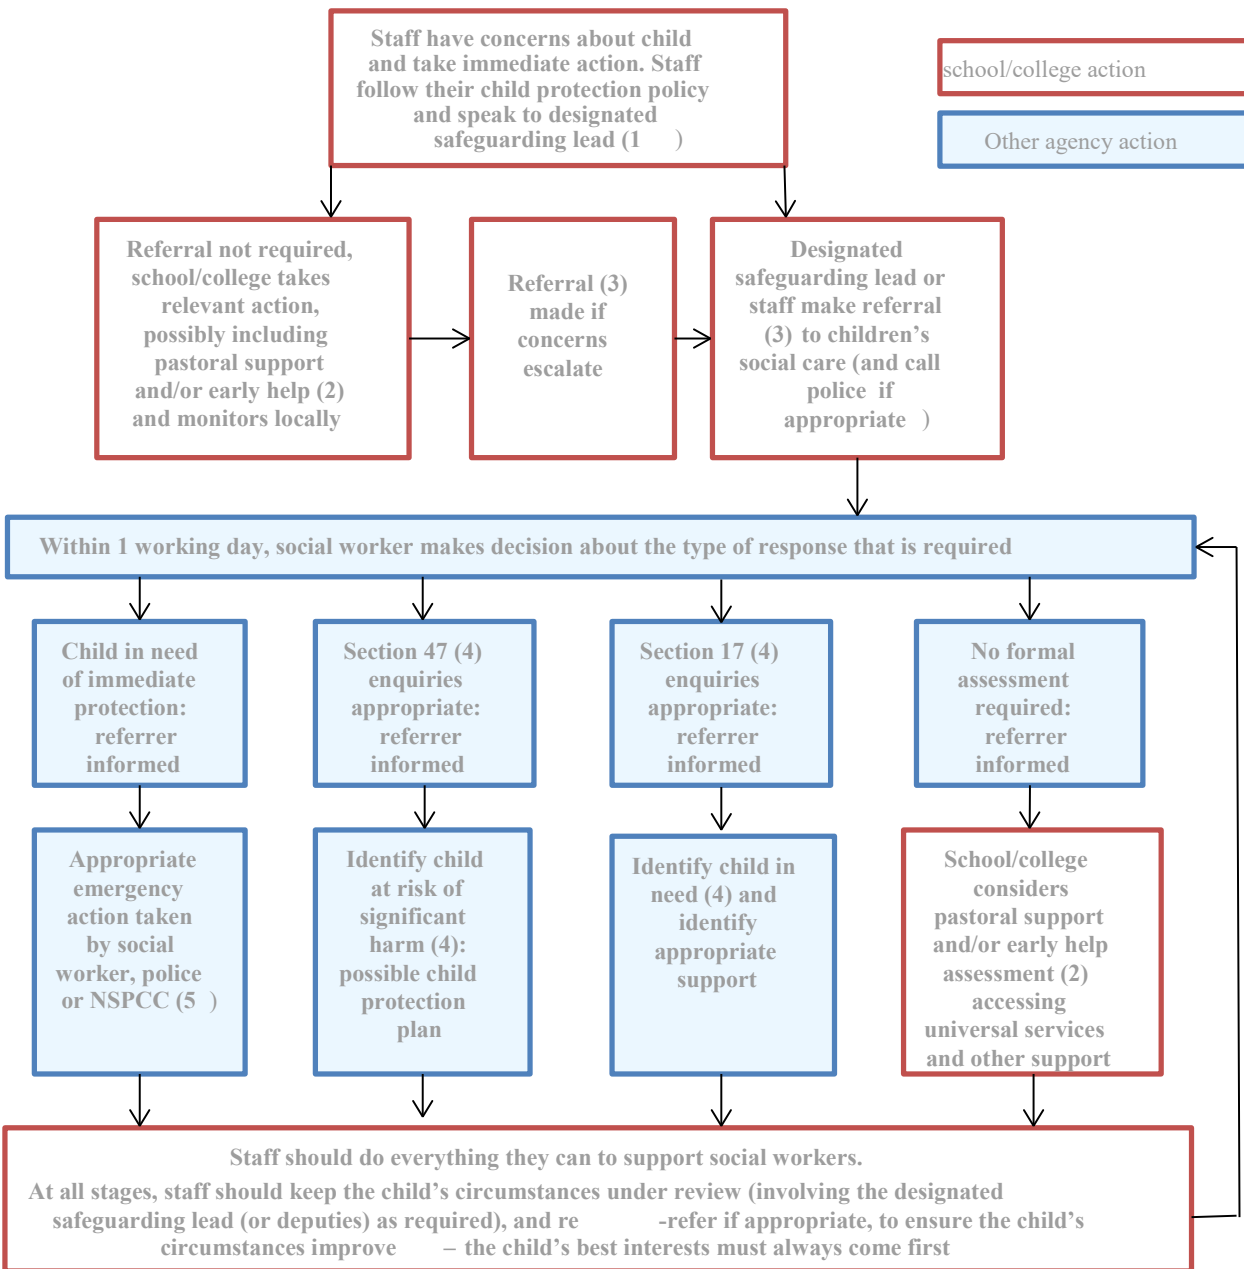 Staff have concerns about child
and take immediate action. Staff
follow their child protection policy
and speak to designated
safeguarding lead (1 )
school/college action
Other agency action
Referral not required,
school/college takes
relevant action,
possibly including
pastoral support
and/or early help (2)
and monitors locally
Referral (3)
made if
concerns
escalate
Designated
safeguarding lead or
staff make referral
(3) to children’s
social care (and call
police if
appropriate )
Within 1 working day, social worker makes decision about the type of response that is required
Child in need
of immediate
protection:
referrer
informed
Section 47 (4)
enquiries
appropriate:
referrer
informed
Section 17 (4)
enquiries
appropriate:
referrer
informed
No formal
assessment
required:
referrer
informed
Appropriate
emergency
action taken
by social
worker, police
or NSPCC (5 )
Identify child
at risk of
significant
harm (4):
possible child
protection
plan
Identify child in
need (4) and
identify
appropriate
support
School/college
considers
pastoral support
and/or early help
assessment (2)
accessing
universal services
and other support
Staff should do everything they can to support social workers.
At all stages, staff should keep the child’s circumstances under review (involving the designated
safeguarding lead (or deputies) as required), and re -refer if appropriate, to ensure the child’s
circumstances improve – the child’s best interests must always come first